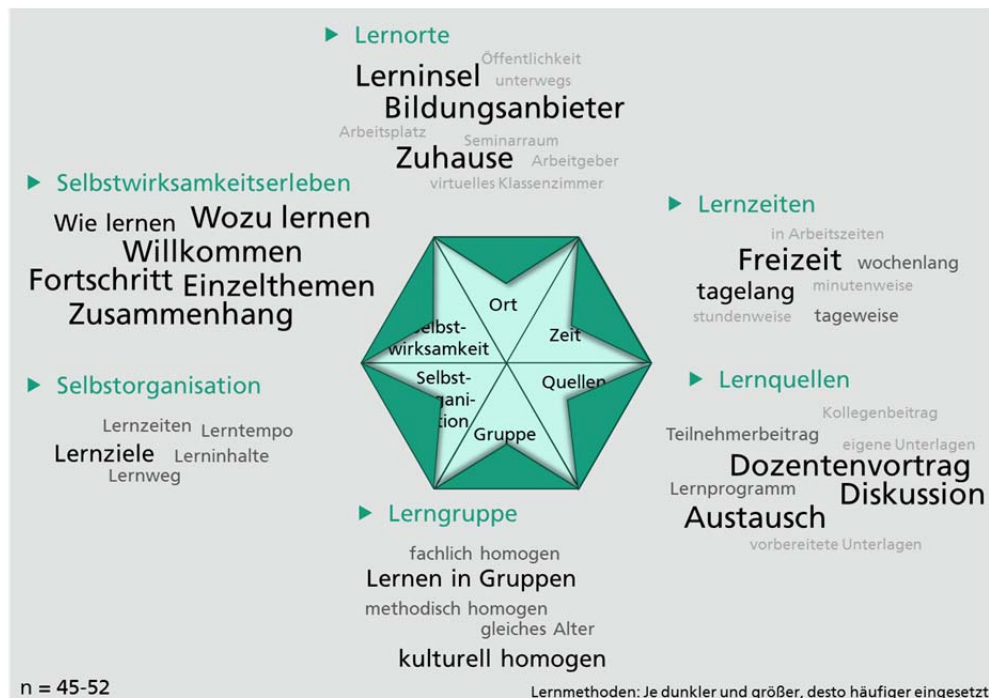 Lernorte
Öffentlichkeit
Lerninsel unterwegs
Bildungsanbieter
Arbeitsplatz Seminarraum
Zuhause Arbeitgeber
virtuelles Klassenzimmer
Selbstwirksamkeitserleben
Wie lernen Wozu lernen
Willkommen
Fortschritt Einzelthemen
Zusammenhang
Lernzeiten
in Arbeitszeiten
Freizeit wochenlang
tagelang minutenweise
stundenweise tageweise
Ort
Zeit
Quellen
Gruppe
Selbst-
gani-
tion
elbst-
wirksamkeit
Selbstorganisation
Lernzeiten Lerntempo
Lernziele Lerninhalte
Lernweg
Lernquellen
Kollegenbeitrag
Teilnehmerbeitrag eigene Unterlagen
Dozentenvortrag
Lernprogramm Diskussion
Austausch
vorbereitete Unterlagen
Lerngruppe
fachlich homogen
Lernen in Gruppen
methodisch homogen
gleiches Alter
kulturell homogen
n = 45-52
Lernmethoden: Je dunkler und größer, desto häufiger eingesetzt